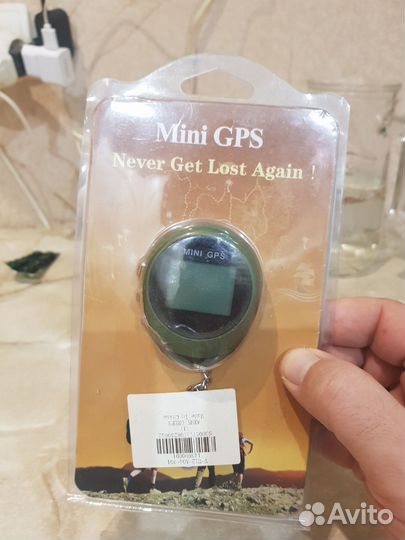 Mini GPS
Never Get Lost Again !
MINI GPS
Made In China
Avito